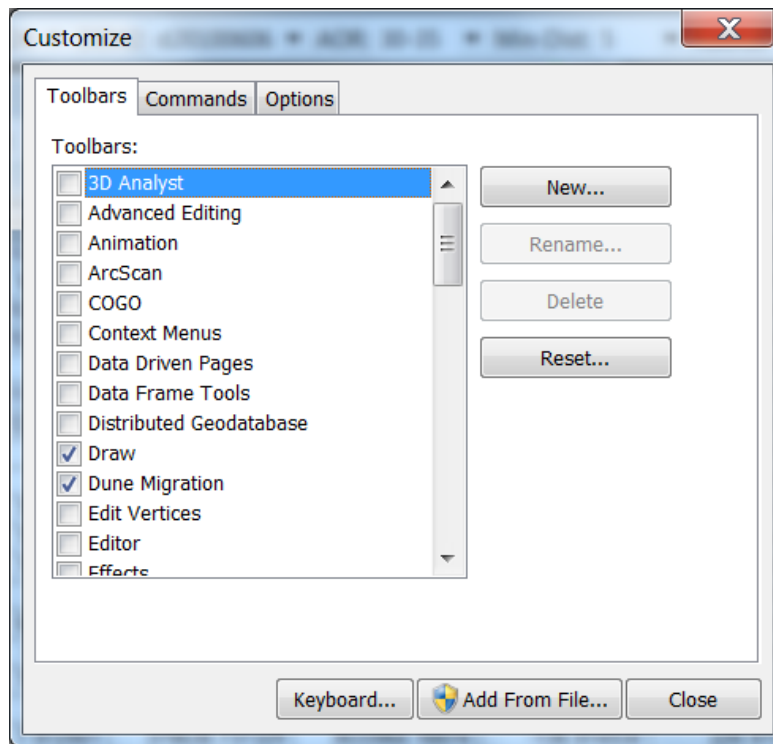 Customize
Toolbars Commands Options
Toolbars:
3D Analyst
Advanced Editing
Animation
ArcScan
COGO
Context Menus
Data Driven Pages
Data Frame Tools
Distributed Geodatabase
Draw
Dune Migration
Edit Vertices
Editor
Effects
New...
Rename...
Delete
Reset...
Keyboard... Add From File... Close